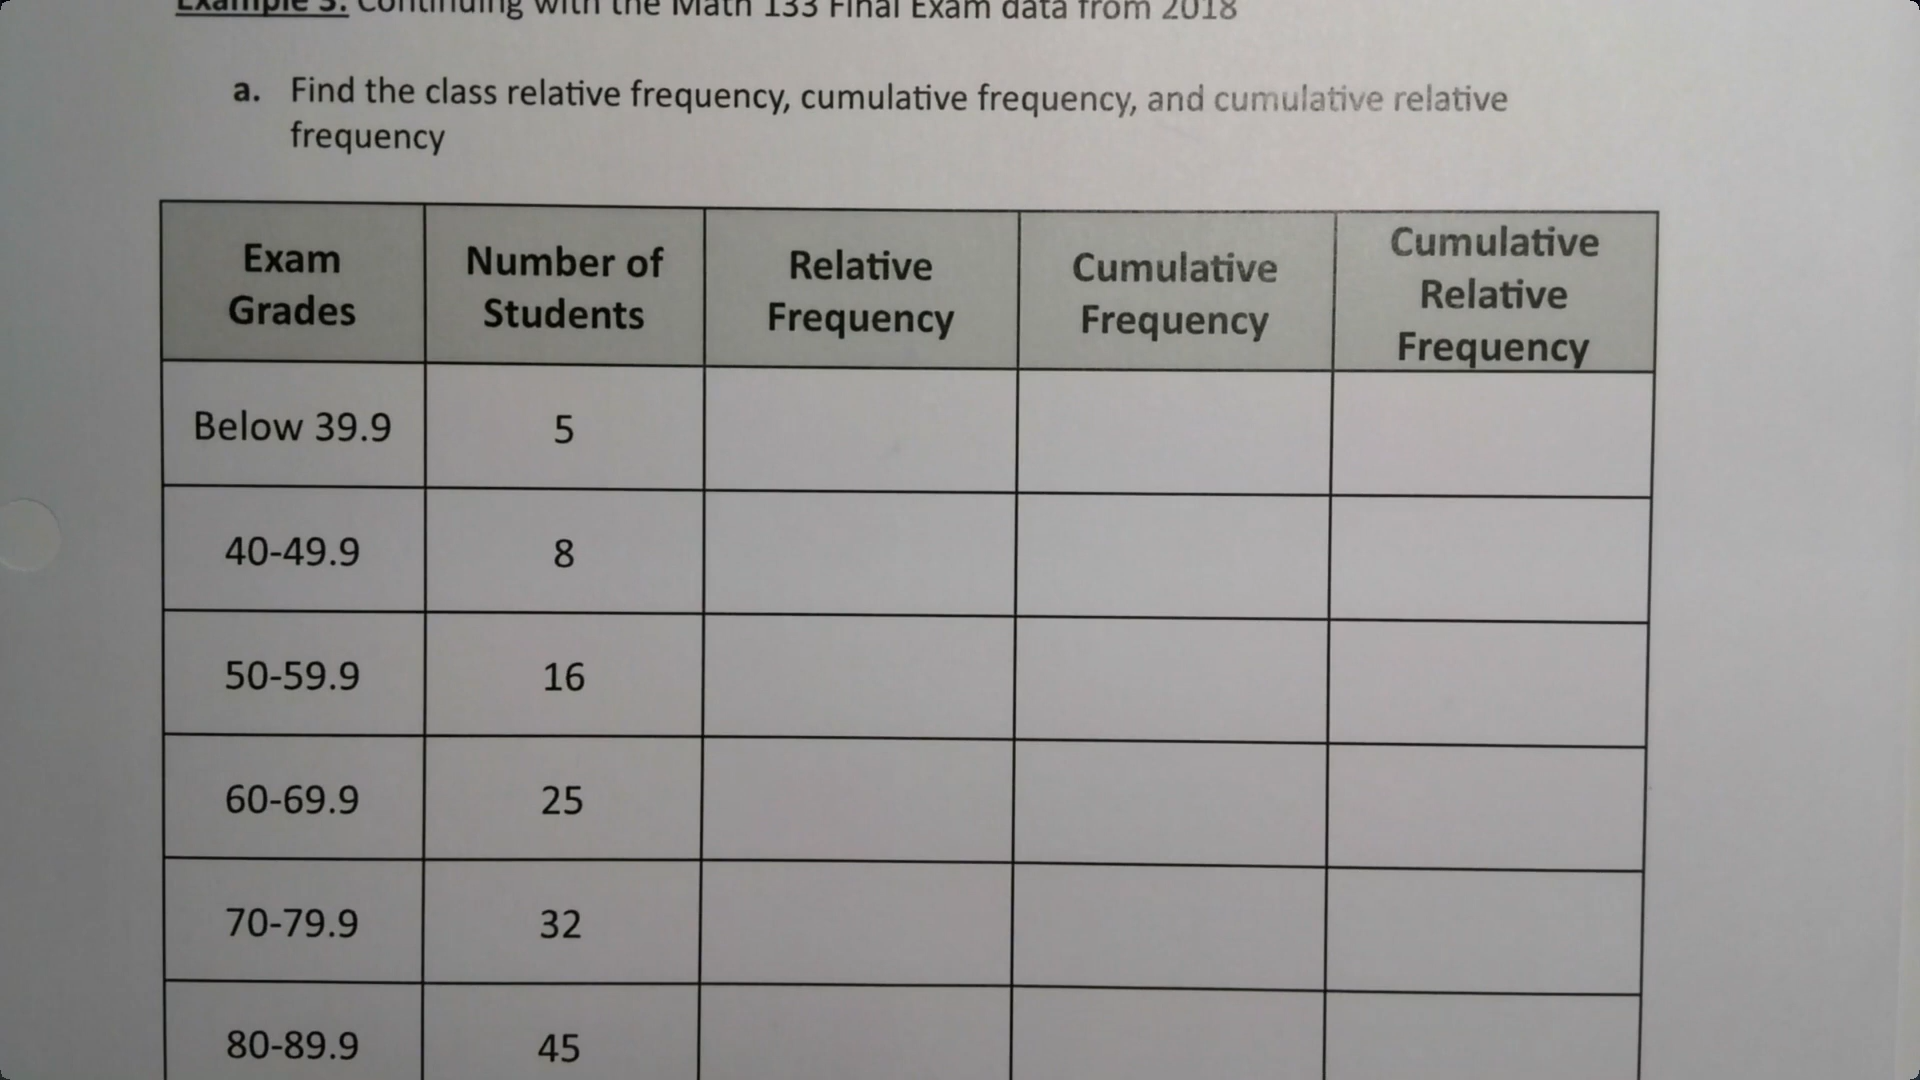 Example 3: Continuing with the Math 133 Final Exam data from 2018
a. Find the class relative frequency, cumulative frequency, and cumulative relative
frequency
Exam Grades Number of Students Relative Frequency Cumulative Frequency Cumulative Relative Frequency
Below 39.9 5
40-49.9 8
50-59.9 16
60-69.9 25
70-79.9 32
80-89.9 45